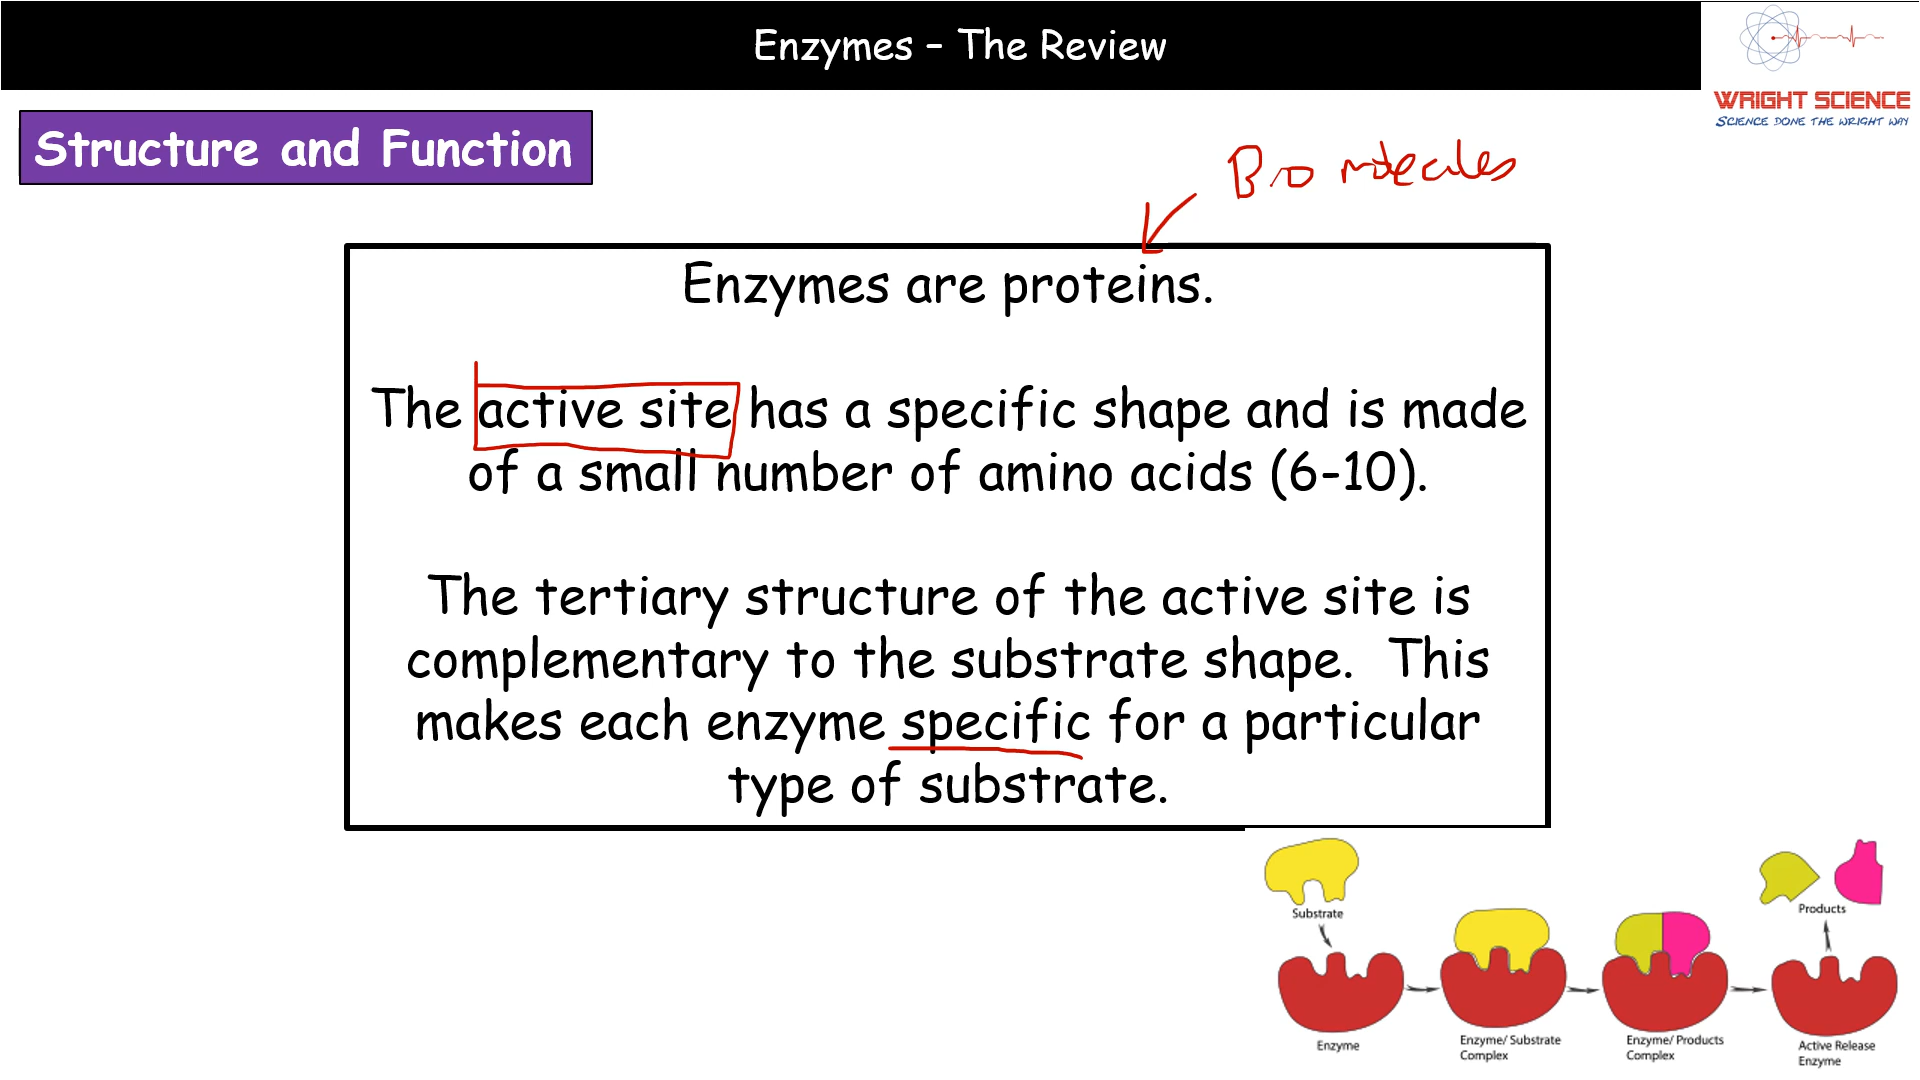 Enzymes – The Review
WRIGHT SCIENCE
SCIENCE DONE THE WRIGHT WAY
Structure and Function
Bio molecules
Enzymes are proteins.
The active site has a specific shape and is made
of a small number of amino acids (6-10).
The tertiary structure of the active site is
complementary to the substrate shape. This
makes each enzyme specific for a particular
type of substrate.
Substrate
Products
Enzyme
Enzyme/ Substrate
Complex
Enzyme/ Products
Complex
Active Release
Enzyme